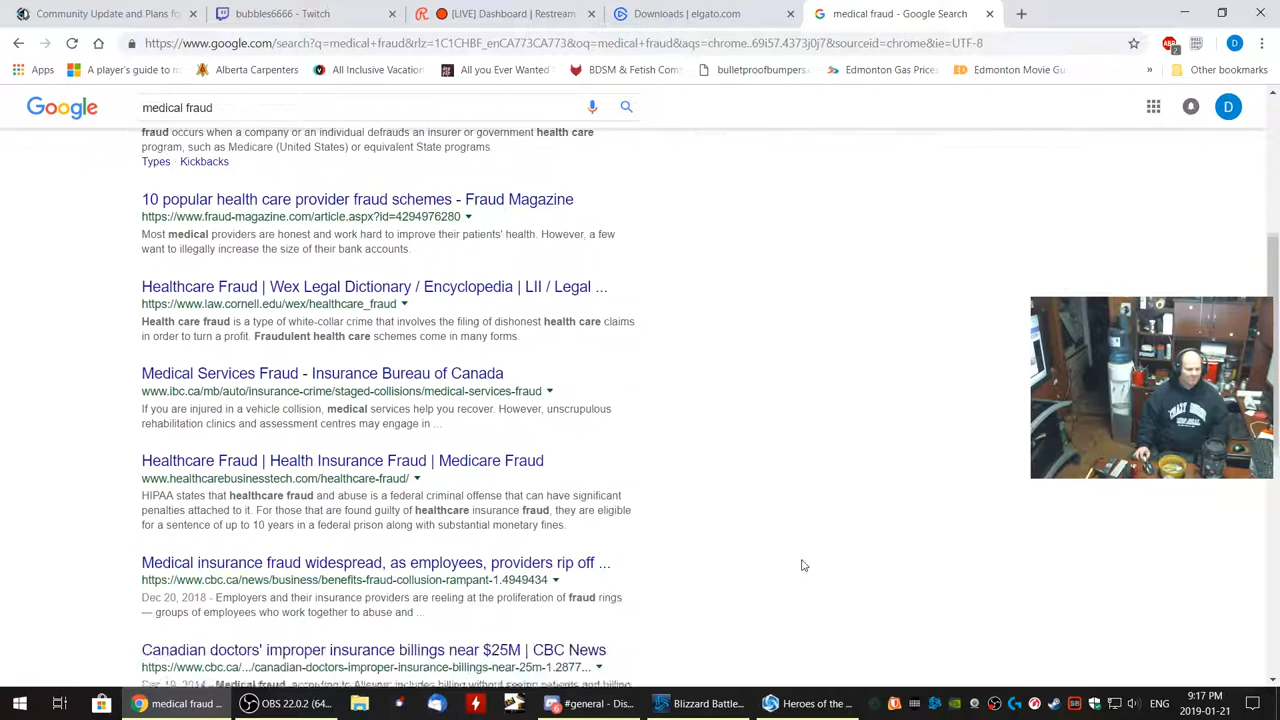 Community Update and Plans fo
bubbles6666 - Twitch
[LIVE] Dashboard | Restream
Downloads | elgato.com
medical fraud - Google Search
https://www.google.com/search?q=medical+fraud&rlz=1C1CHBF_enCA773CA773&oq=medical+fraud&aqs=chrome..69i57.4373j0j7&sourceid=chrome&ie=UTF-8
Apps
A player's guide to m
Alberta Carpenters
All Inclusive Vacation
All you Ever Wanted
BDSM & Fetish Com
bulletproofbumpers.
Edmonton Gas Prices
Edmonton Movie Gu
»
Other bookmarks
Google
medical fraud
D
fraud occurs when a company or an individual defrauds an insurer or government health care
program, such as Medicare (United States) or equivalent State programs.
Types · Kickbacks
10 popular health care provider fraud schemes - Fraud Magazine
https://www.fraud-magazine.com/article.aspx?id=4294976280
Most medical providers are honest and work hard to improve their patients' health. However, a few
want to illegally increase the size of their bank accounts.
Healthcare Fraud | Wex Legal Dictionary / Encyclopedia | LII / Legal ...
https://www.law.cornell.edu/wex/healthcare_fraud
Health care fraud is a type of white-collar crime that involves the filing of dishonest health care claims
in order to turn a profit. Fraudulent health care schemes come in many forms.
Medical Services Fraud - Insurance Bureau of Canada
www.ibc.ca/mb/auto/insurance-crime/staged-collisions/medical-services-fraud
If you are injured in a vehicle collision, medical services help you recover. However, unscrupulous
rehabilitation clinics and assessment centres may engage in ...
Healthcare Fraud | Health Insurance Fraud | Medicare Fraud
www.healthcarebusinesstech.com/healthcare-fraud/
HIPAA states that healthcare fraud and abuse is a federal criminal offense that can have significant
penalties attached to it. For those that are found guilty of healthcare insurance fraud, they are eligible
for a sentence of up to 10 years in a federal prison along with substantial monetary fines.
Medical insurance fraud widespread, as employees, providers rip off ...
https://www.cbc.ca/news/business/benefits-fraud-collusion-rampant-1.4949434
Dec 20, 2018 - Employers and their insurance providers are reeling at the proliferation of fraud rings
— groups of employees who work together to abuse and ...
Canadian doctors' improper insurance billings near $25M | CBC News
https://www.cbc.ca/.../canadian-doctors-improper-insurance-billings-near-25m-1.2877...
medical fraud ...
OBS 22.0.2 (64...
#general - Dis...
Blizzard Battle...
Heroes of the ...
ENG
9:17 PM
2019-01-21